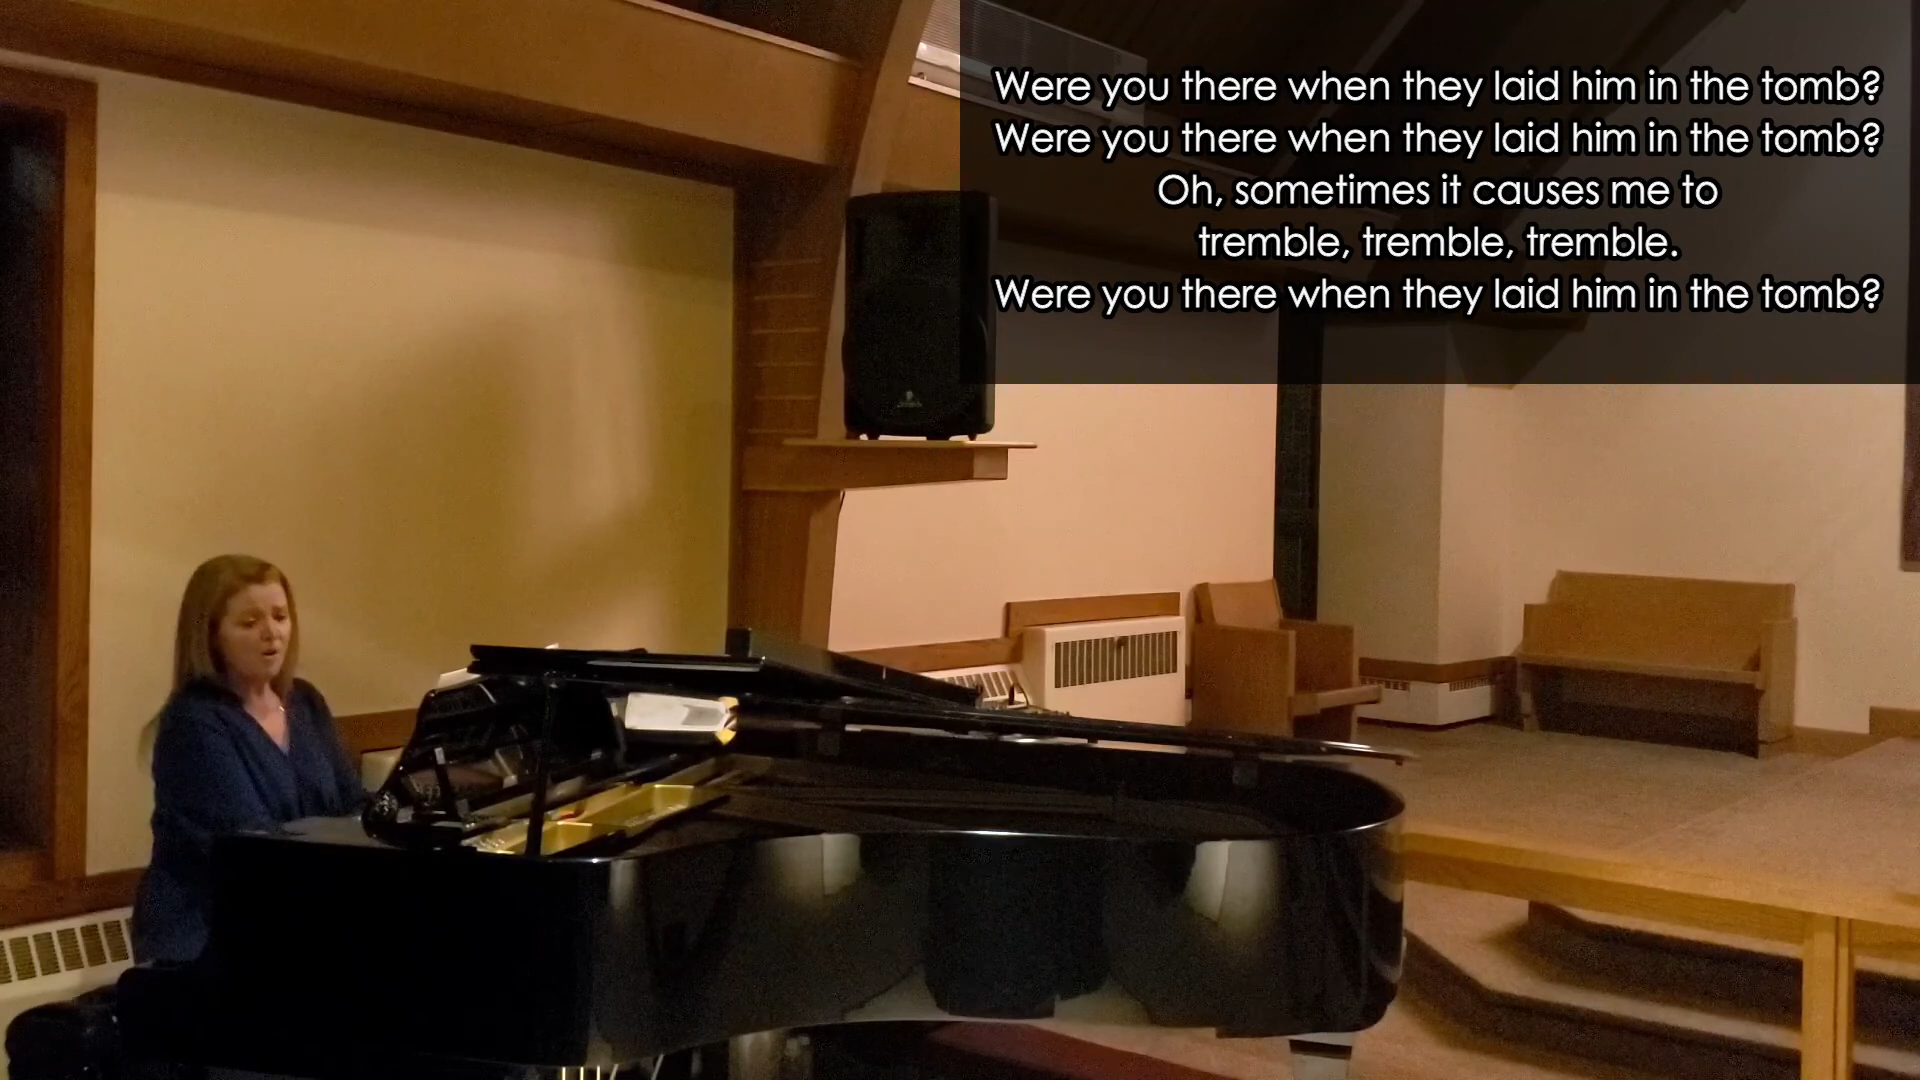 Were you there when they laid him in the tomb?
Were you there when they laid him in the tomb?
Oh, sometimes it causes me to
tremble, tremble, tremble.
Were you there when they laid him in the tomb?